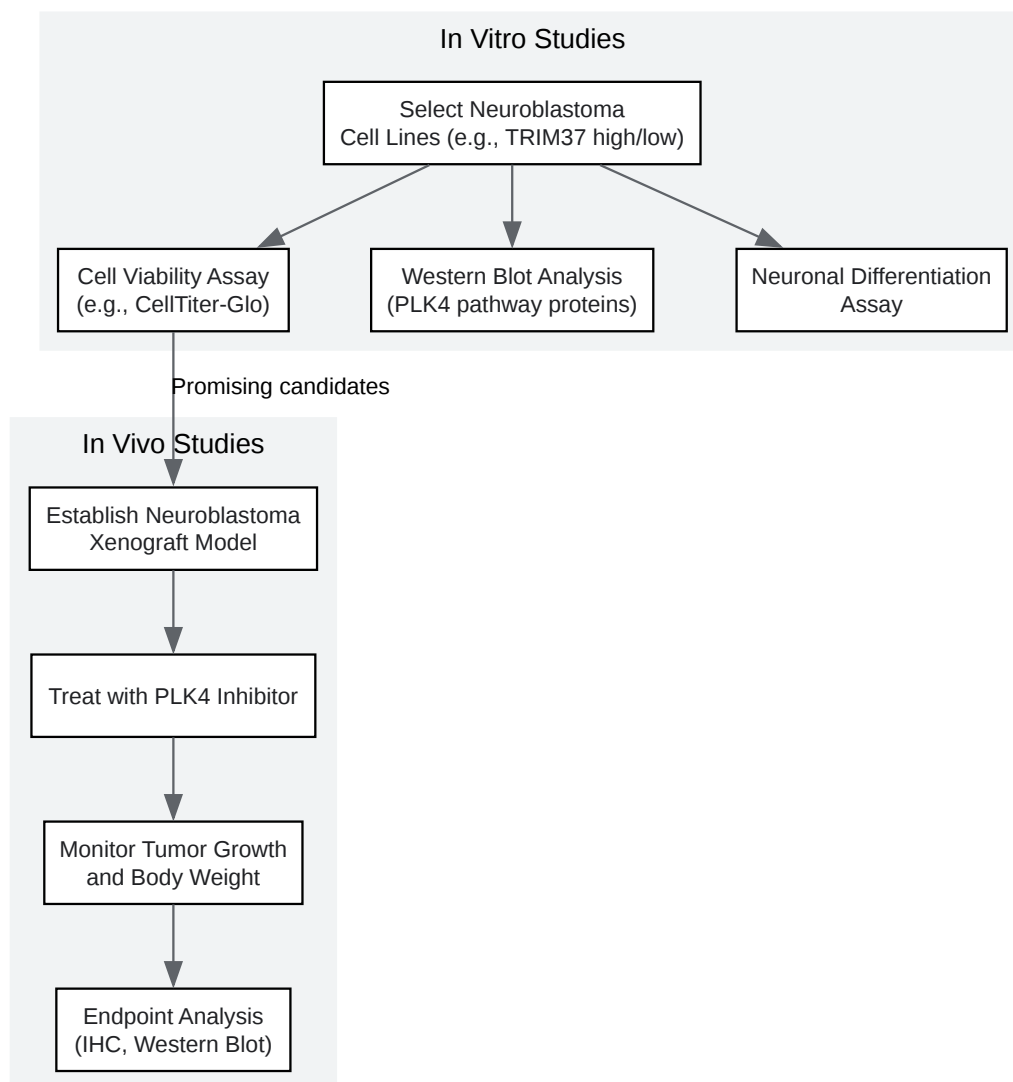 In Vitro Studies
Select Neuroblastoma
Cell Lines (e.g., TRIM37 high/low)
Cell Viability Assay
(e.g., CellTiter-Glo)
Western Blot Analysis
(PLK4 pathway proteins)
Neuronal Differentiation
Assay
Promising candidates
In Vivo Studies
Establish Neuroblastoma
Xenograft Model
Treat with PLK4 Inhibitor
Monitor Tumor Growth
and Body Weight
Endpoint Analysis
(IHC, Western Blot)